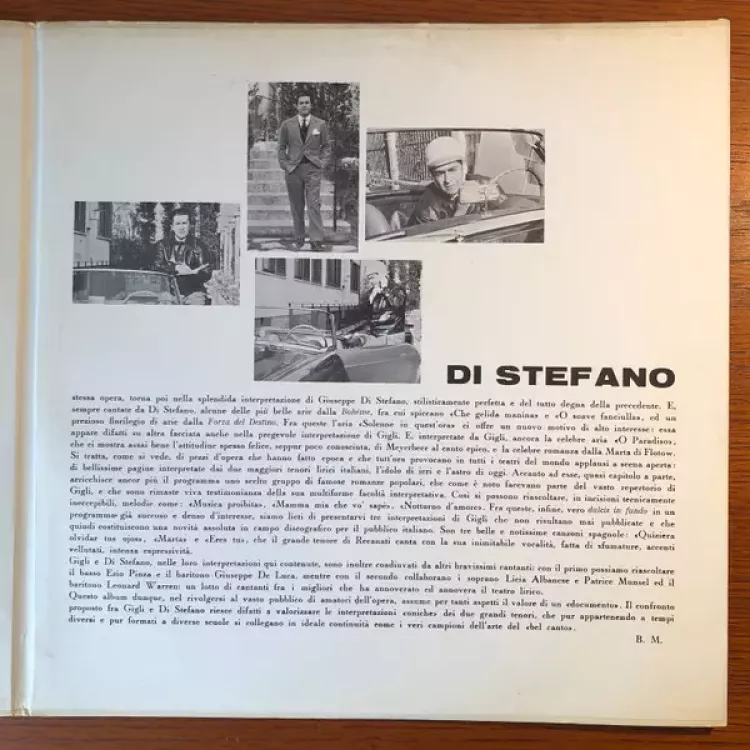 DI STEFANO
stessa opera, torna poi nella splendida interpretazione di Giuseppe Di Stefano, stilisticamente perfetta e del tutto degna della precedente. E,
sempre cantate da Di Stefano, alcune delle più belle arie dalla Bohème, fra cui spiccano «Che gelida manina» e «O soave fanciulla», ed un
prezioso florilegio di arie dalla Forza del Destino. Fra queste l'aria «Solenne in quest'ora» ci offre un nuovo motivo di alto interesse: essa
appare difatti su altra facciata anche nella pregevole interpretazione di Gigli. E, interpretate da Gigli, ancora la celebre aria «O Paradiso»,
che ci mostra assai bene l'attitudine spesso felice, seppur poco conosciuta, di Meyerbeer al canto epico, e la celebre romanza dalla Marta di Flotow.
Si tratta, come si vede, di pezzi d'opera che hanno fatto epoca e che tutt'ora provocano in tutti i teatri del mondo applausi a scena aperta:
di bellissime pagine interpretate dai due maggiori tenori lirici italiani, l'idolo di ieri e l'astro di oggi. Accanto ad esse, quasi capitolo a parte,
arricchisce ancor più il programma uno scelto gruppo di famose romanze popolari, che come è noto facevano parte del vasto repertorio di
Gigli, e che sono rimaste viva testimonianza della sua multiforme facoltà interpretativa. Così si possono riascoltare, in incisioni tecnicamente
ineccepibili, melodie come: «Musica proibita», «Mamma mia che vo' sapè», «Notturno d'amore». Fra queste, infine, vero dulcis in fundo in un
programma già succoso e denso d'interesse, siamo lieti di presentarvi tre interpretazioni di Gigli che non risultano mai pubblicate e che
quindi costituiscono una novità assoluta in campo discografico per il pubblico italiano. Son tre belle e notissime canzoni spagnole: «Quisiera
olvidar tus ojos», «Marta» e «Eres tu», che il grande tenore di Recanati canta con la sua inimitabile vocalità, fatta di sfumature, accenti
vellutati, intensa espressività.
Gigli e Di Stefano, nelle loro interpretazioni qui contenute, sono inoltre coadiuvati da altri bravissimi cantanti: con il primo possiamo riascoltare
il basso Ezio Pinza e il baritono Giuseppe De Luca, mentre con il secondo collaborano i soprano Licia Albanese e Patrice Munsel ed il
baritono Leonard Warren: un lotto di cantanti fra i migliori che ha annoverato ed annovera il teatro lirico.
Questo album dunque, nel rivolgersi al vasto pubblico di amatori dell'opera, assume per tanti aspetti il valore di un «documento». Il confronto
proposto fra Gigli e Di Stefano riesce difatti a valorizzare le interpretazioni «coniche» dei due grandi tenori, che pur appartenendo a tempi
diversi e pur formati a diverse scuole si collegano in ideale continuità come i veri campioni dell'arte del «bel canto».
B. M.